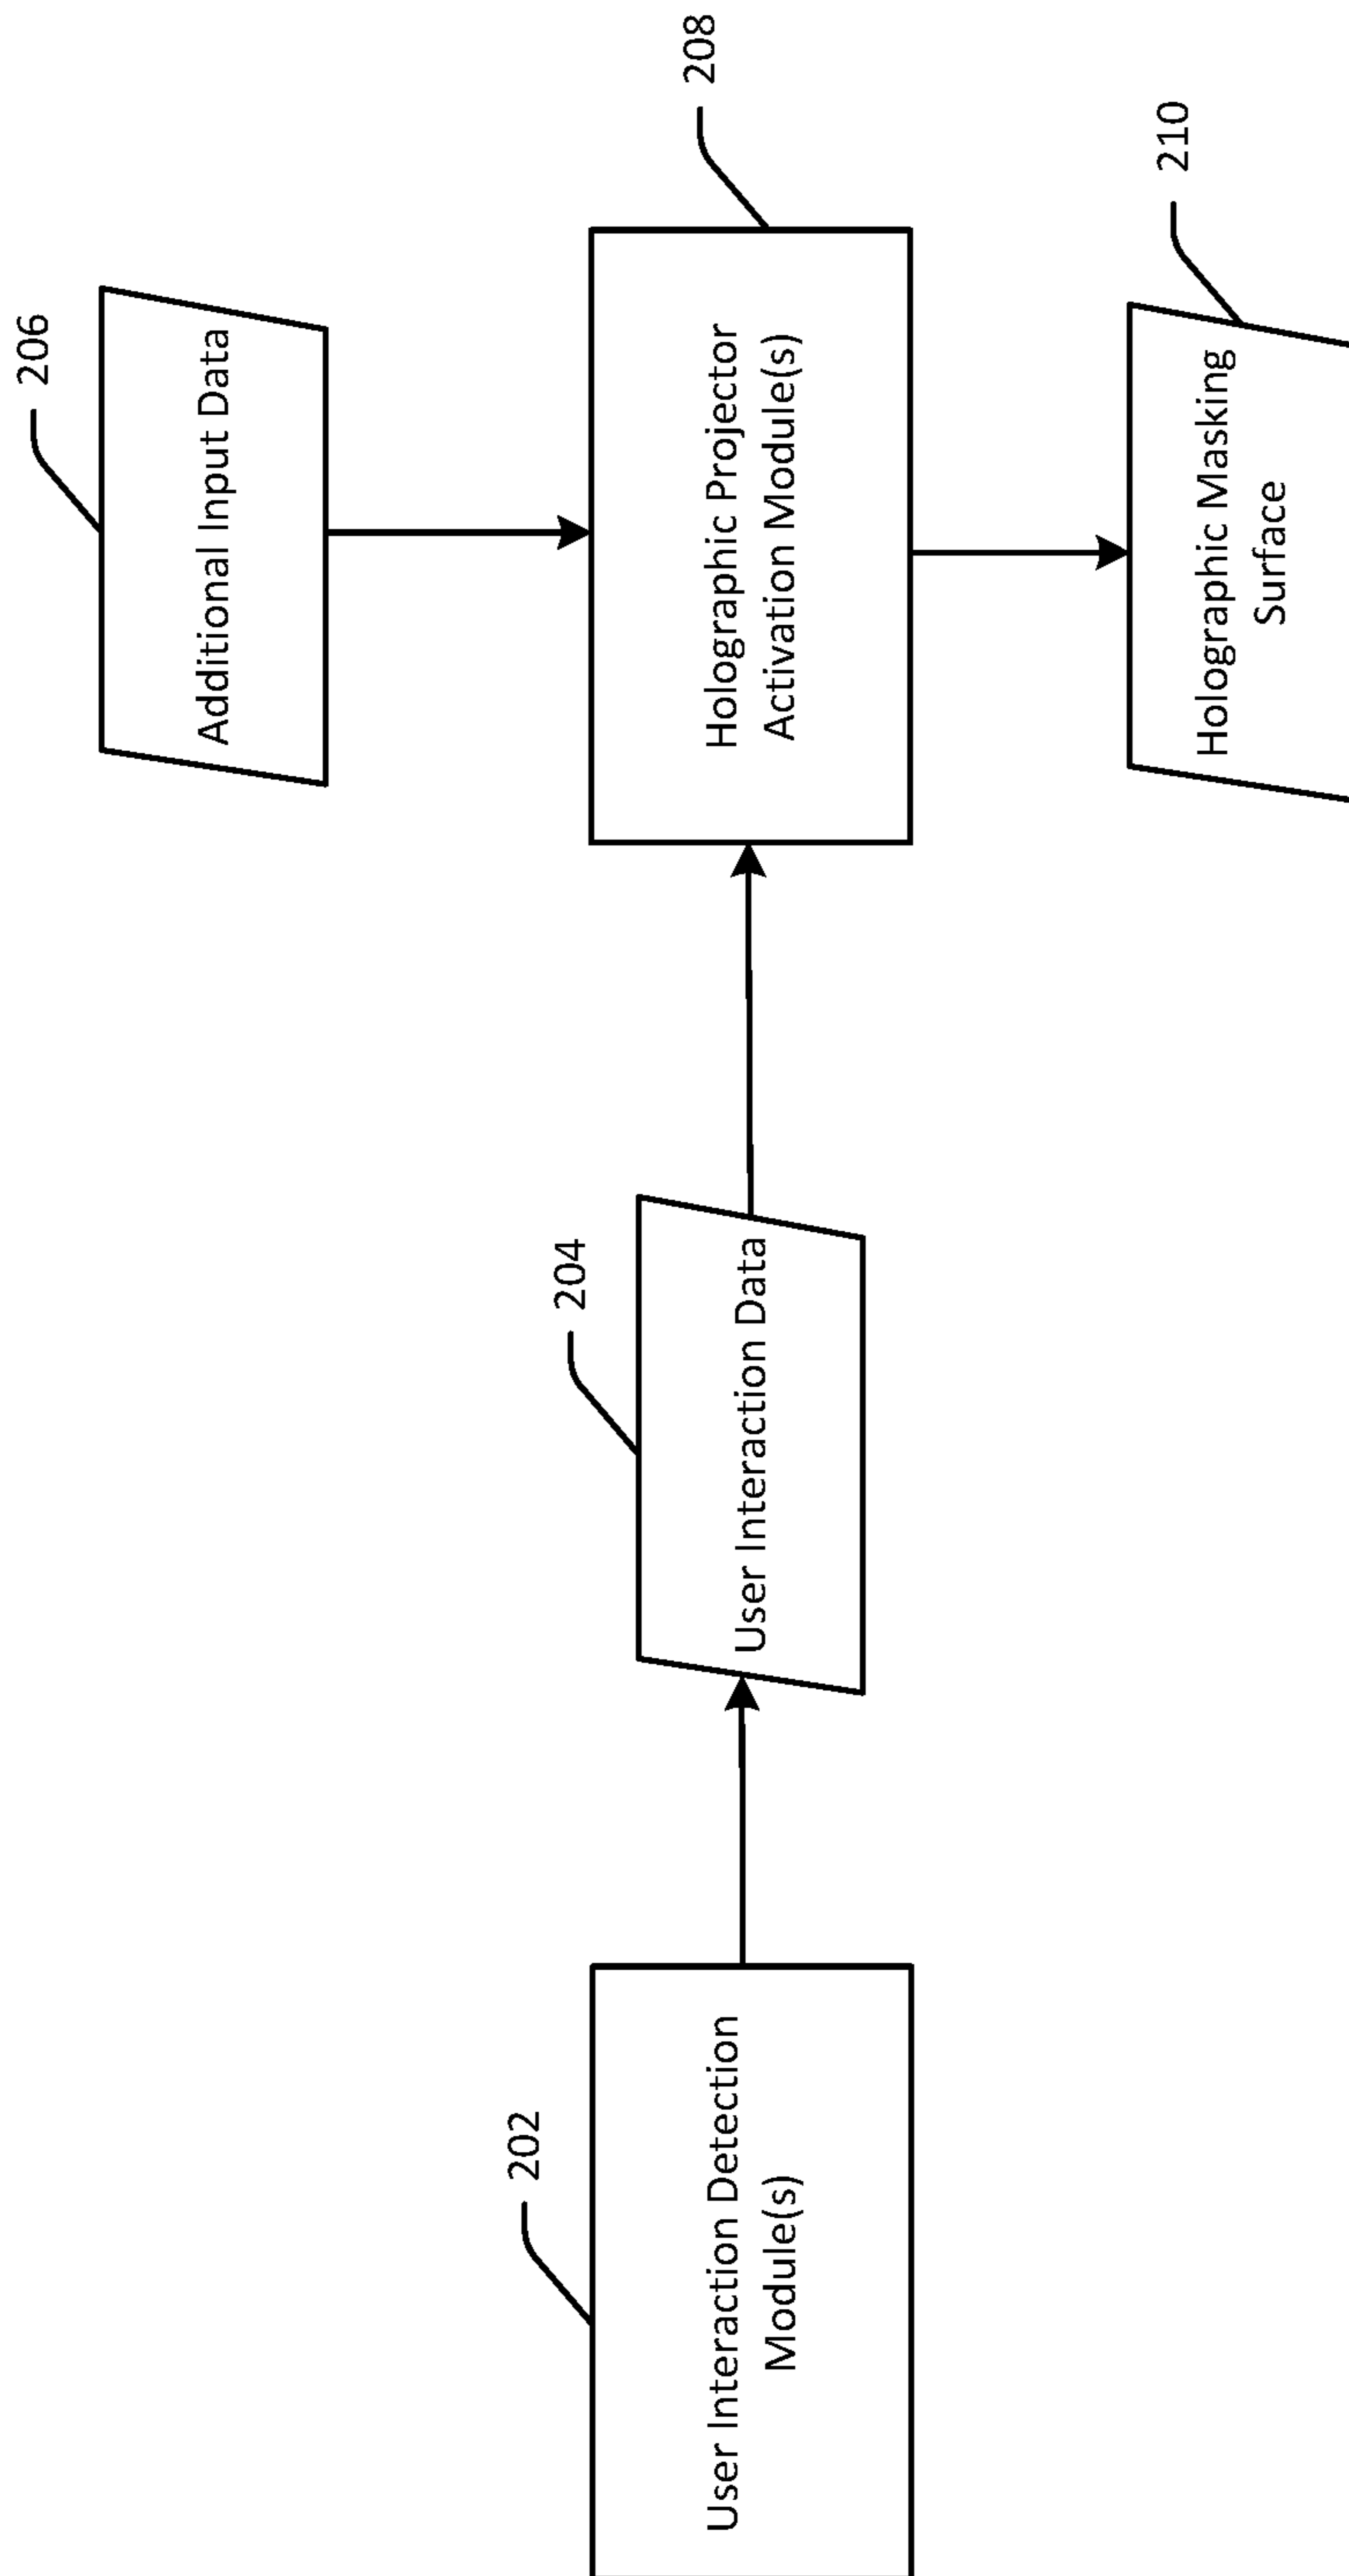 202
User Interaction Detection
Module(s)
204
User Interaction Data
206
Additional Input Data
208
Holographic Projector
Activation Module(s)
210
Holographic Masking
Surface